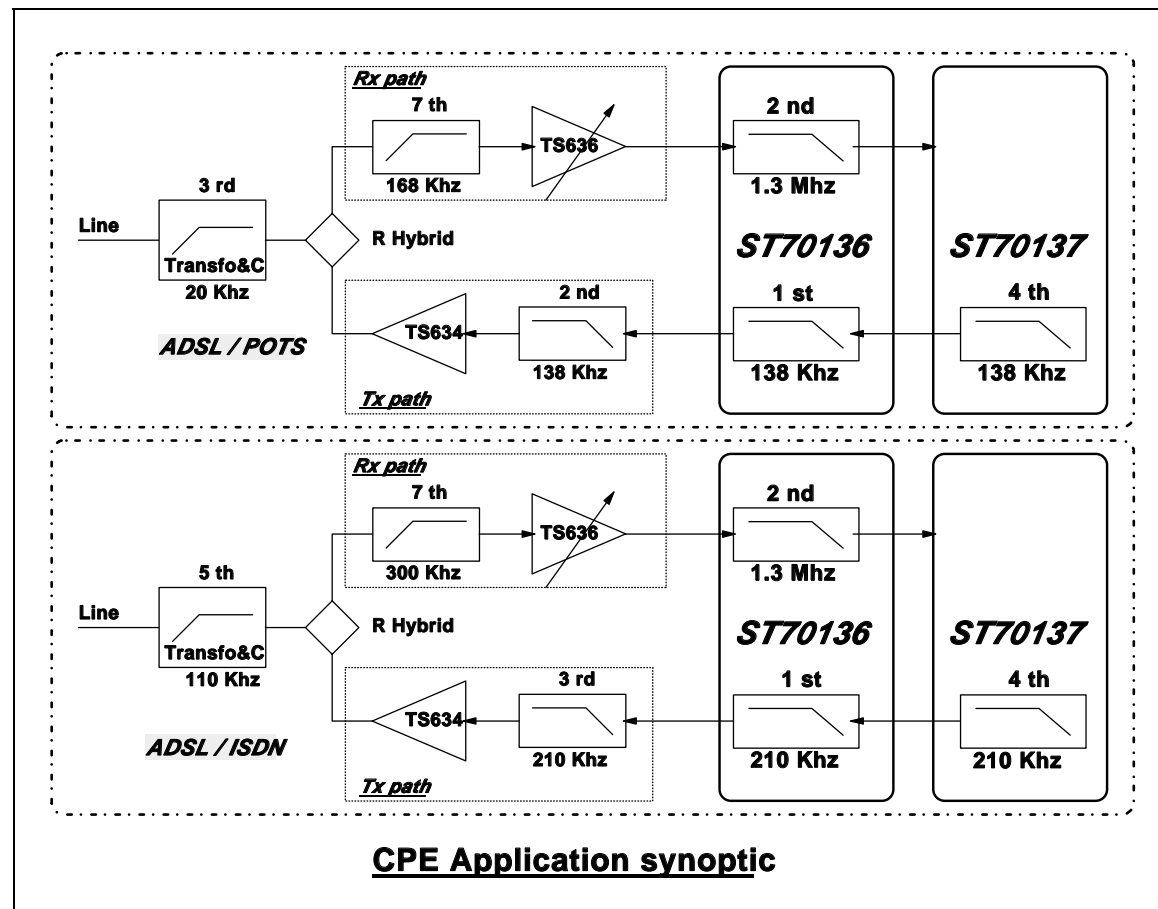 Rx path
7 th
TS636
168 Khz
2 nd
1.3 Mhz
3 rd
Line
Transfo&C
20 Khz
R Hybrid
ST70136
ST70137
ADSL / POTS
TS634
2 nd
138 Khz
Tx path
1 st
138 Khz
4 th
138 Khz
Rx path
7 th
TS636
300 Khz
2 nd
1.3 Mhz
5 th
Line
Transfo&C
110 Khz
R Hybrid
ST70136
ST70137
ADSL / ISDN
TS634
3 rd
210 Khz
Tx path
1 st
210 Khz
4 th
210 Khz
CPE Application synoptic